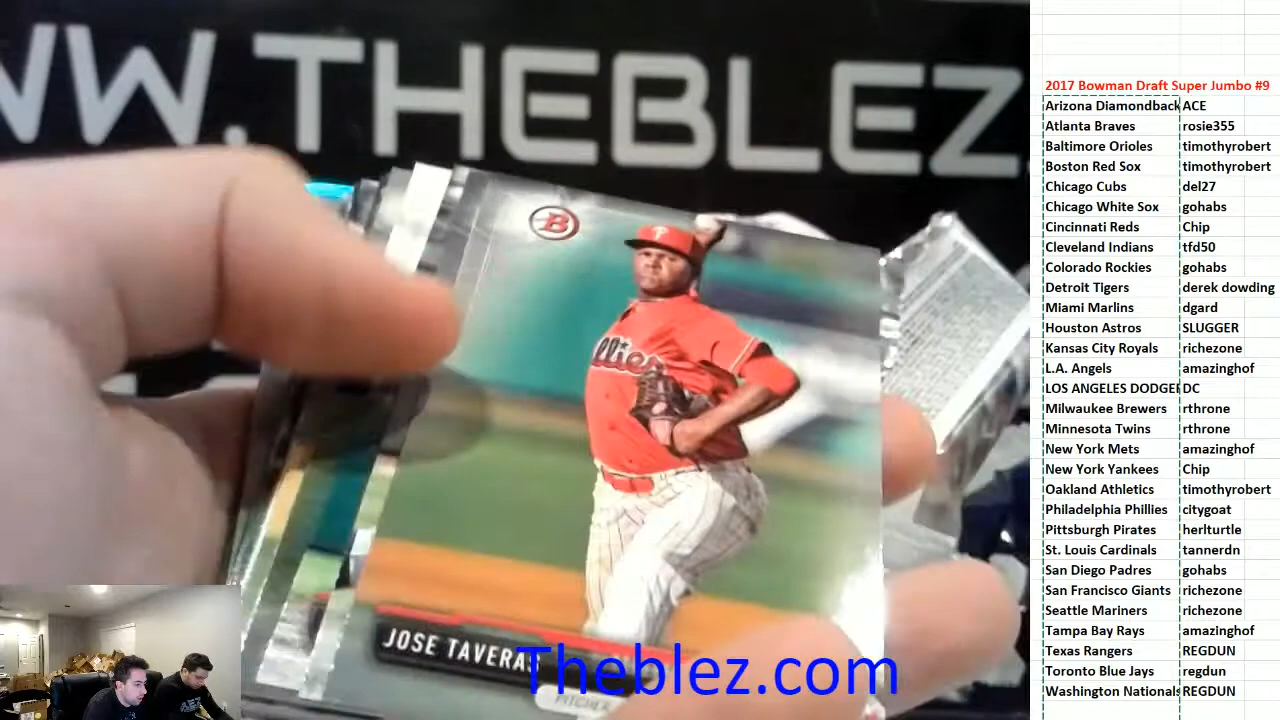 WW.THEBLEZ.
B
P
llies
JOSE TAVERAS
PITCHER
Theblez.com
2017 Bowman Draft Super Jumbo #9
Arizona Diamondback ACE
Atlanta Braves rosie355
Baltimore Orioles timothyrobert
Boston Red Sox timothyrobert
Chicago Cubs del27
Chicago White Sox gohabs
Cincinnati Reds Chip
Cleveland Indians tfd50
Colorado Rockies gohabs
Detroit Tigers derek dowding
Miami Marlins dgard
Houston Astros SLUGGER
Kansas City Royals richezone
L.A. Angels amazinghof
LOS ANGELES DODGE DC
Milwaukee Brewers rthrone
Minnesota Twins rthrone
New York Mets amazinghof
New York Yankees Chip
Oakland Athletics timothyrobert
Philadelphia Phillies citygoat
Pittsburgh Pirates herlturtle
St. Louis Cardinals tannerdn
San Diego Padres gohabs
San Francisco Giants richezone
Seattle Mariners richezone
Tampa Bay Rays amazinghof
Texas Rangers REGDUN
Toronto Blue Jays regdun
Washington Nationals REGDUN